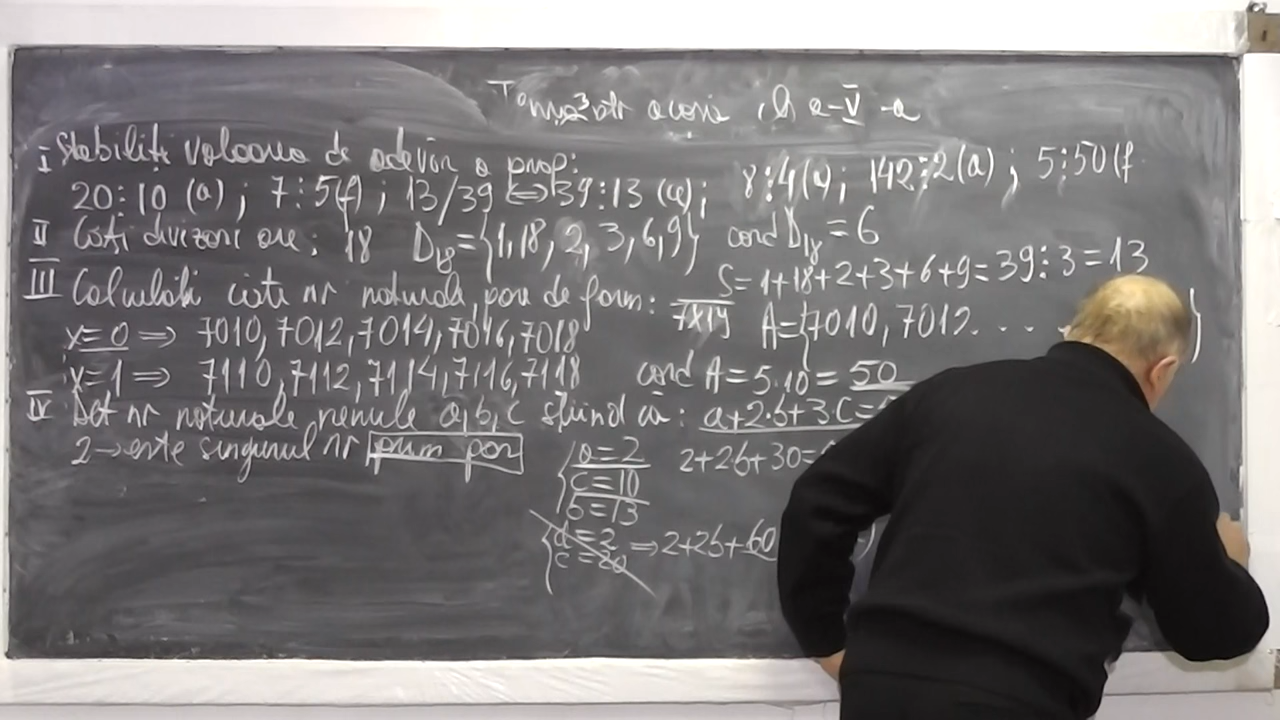 Tema 3 ptr acasă cls a-V-a
I Stabiliți valoarea de adevăr a prop:
20⋮10 (a) ; 7⋮5(f) ; 13/39 ⇔ 39⋮13 (a); 8⋮4(a); 142⋮2(a) ; 5⋮50(f
II Câți divizori are: 18 D₁₈={1,18,2,3,6,9} card D₁₈=6
S=1+18+2+3+6+9=39:3=13
III Calculați câte nr naturale pare de forma: 7x1y A={7010,7012.... }
x=0 ⇒ 7010,7012,7014,7016,7018
x=1 ⇒ 7110,7112,7114,7116,7118 card A=5·10=50
IV Det nr naturale nenule a,b,c știind că: a+2·b+3·c=
2→este singurul nr prim par
a=2 2+2b+30=
c=10
b=13
a=2 ⇒2+2b+60
c=20